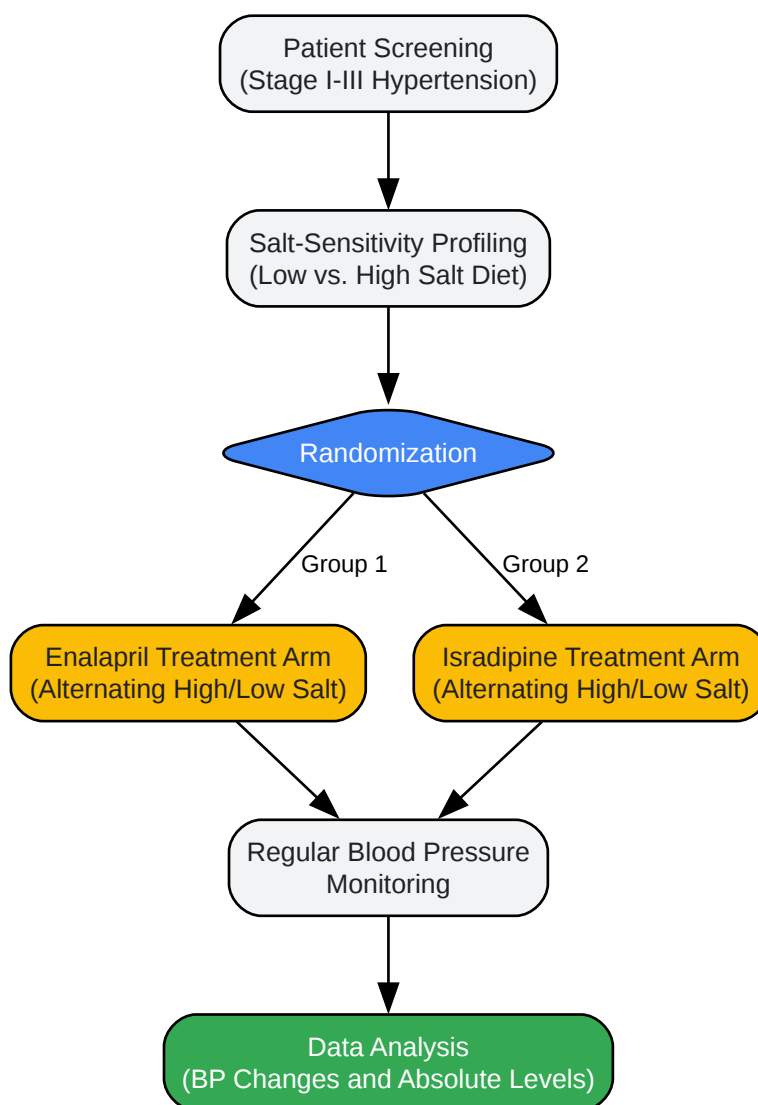 Patient Screening
(Stage I-III Hypertension)
Salt-Sensitivity Profiling
(Low vs. High Salt Diet)
Randomization
Group 1
Group 2
Enalapril Treatment Arm
(Alternating High/Low Salt)
Isradipine Treatment Arm
(Alternating High/Low Salt)
Regular Blood Pressure
Monitoring
Data Analysis
(BP Changes and Absolute Levels)